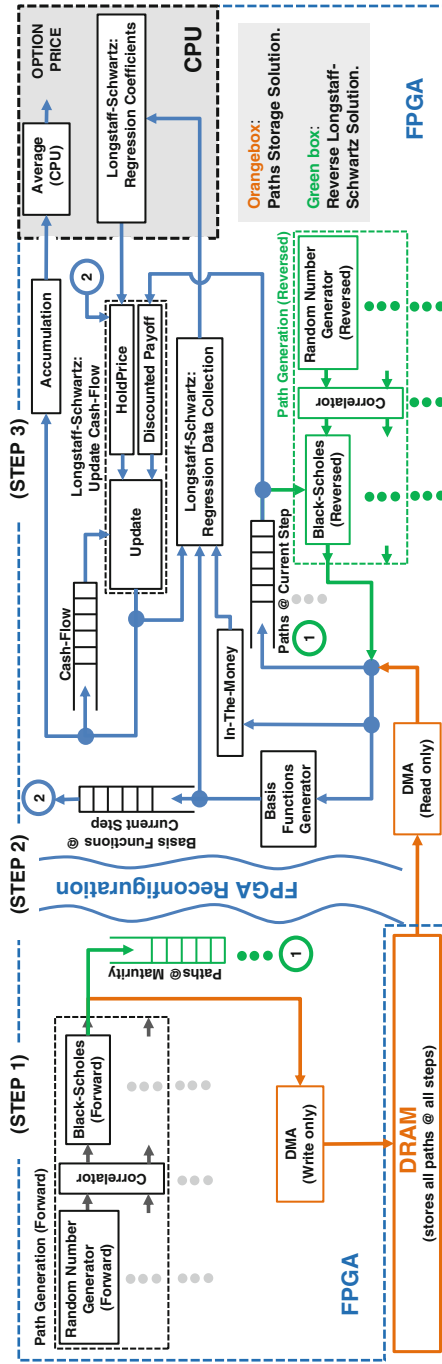 (STEP 1)
(STEP 2)
(STEP 3)
Path Generation (Forward)
Random Number
Generator
(Forward)
Correlator
Black-Scholes
(Forward)
Paths@ Maturity
1
DMA
(Write only)
FPGA
DRAM
(stores all paths @ all steps)
FPGA Reconfiguration
DMA
(Read only)
2
Basis Functions @
Current Step
Basis
Functions
Generator
In-The-Money
Cash-Flow
Accumulation
Longstaff-Schwartz:
Update Cash-Flow
Update
HoldPrice
Discounted Payoff
2
Longstaff-Schwartz:
Regression Data Collection
Paths @ Current Step
1
Path Generation (Reversed)
Black-Scholes
(Reversed)
Correlator
Random Number
Generator
(Reversed)
Average
(CPU)
OPTION
PRICE
Longstaff-Schwartz:
Regression Coefficients
CPU
Orangebox:
Paths Storage Solution.
Green box:
Reverse Longstaff-
Schwartz Solution.
FPGA